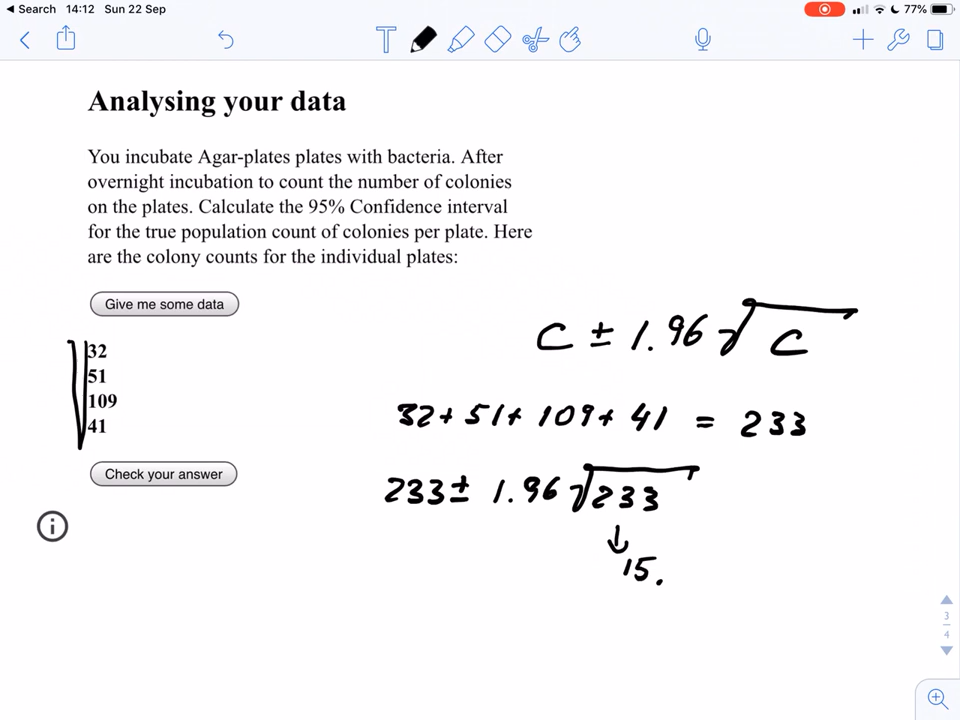 Search 14:12 Sun 22 Sep 77%
T
Analysing your data
You incubate Agar-plates plates with bacteria. After
overnight incubation to count the number of colonies
on the plates. Calculate the 95% Confidence interval
for the true population count of colonies per plate. Here
are the colony counts for the individual plates:
Give me some data
32
51
109
41
Check your answer
C ± 1.96 √C
32 + 51 + 109 + 41 = 233
233 ± 1.96 √233
↓
15.
3
4